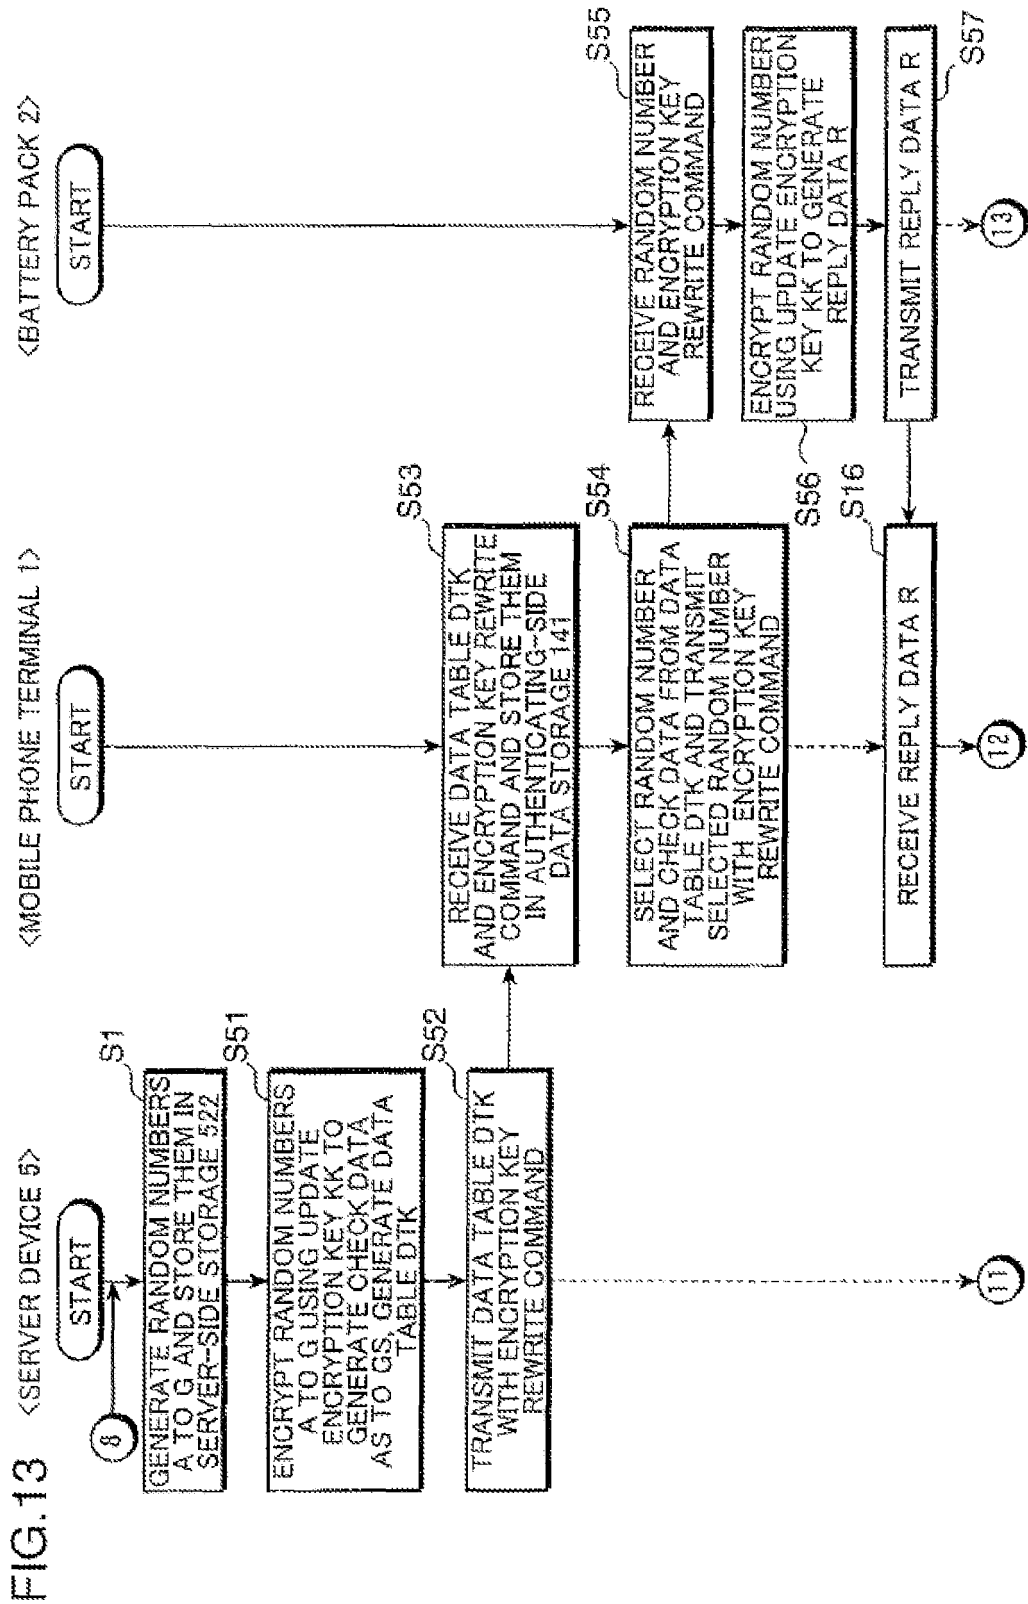 FIG.13
<SERVER DEVICE 5>
START
8
S1
GENERATE RANDOM NUMBERS
A TO G AND STORE THEM IN
SERVER-SIDE STORAGE 522
S51
ENCRYPT RANDOM NUMBERS
A TO G USING UPDATE
ENCRYPTION KEY KK TO
GENERATE CHECK DATA
AS TO GS, GENERATE DATA
TABLE DTK
S52
TRANSMIT DATA TABLE DTK
WITH ENCRYPTION KEY
REWRITE COMMAND
11
<MOBILE PHONE TERMINAL 1>
START
S53
RECEIVE DATA TABLE DTK
AND ENCRYPTION KEY REWRITE
COMMAND AND STORE THEM
IN AUTHENTICATING-SIDE
DATA STORAGE 141
S54
SELECT RANDOM NUMBER
AND CHECK DATA FROM DATA
TABLE DTK AND TRANSMIT
SELECTED RANDOM NUMBER
WITH ENCRYPTION KEY
REWRITE COMMAND
S16
RECEIVE REPLY DATA R
12
<BATTERY PACK 2>
START
S55
RECEIVE RANDOM NUMBER
AND ENCRYPTION KEY
REWRITE COMMAND
S56
ENCRYPT RANDOM NUMBER
USING UPDATE ENCRYPTION
KEY KK TO GENERATE
REPLY DATA R
S57
TRANSMIT REPLY DATA R
13